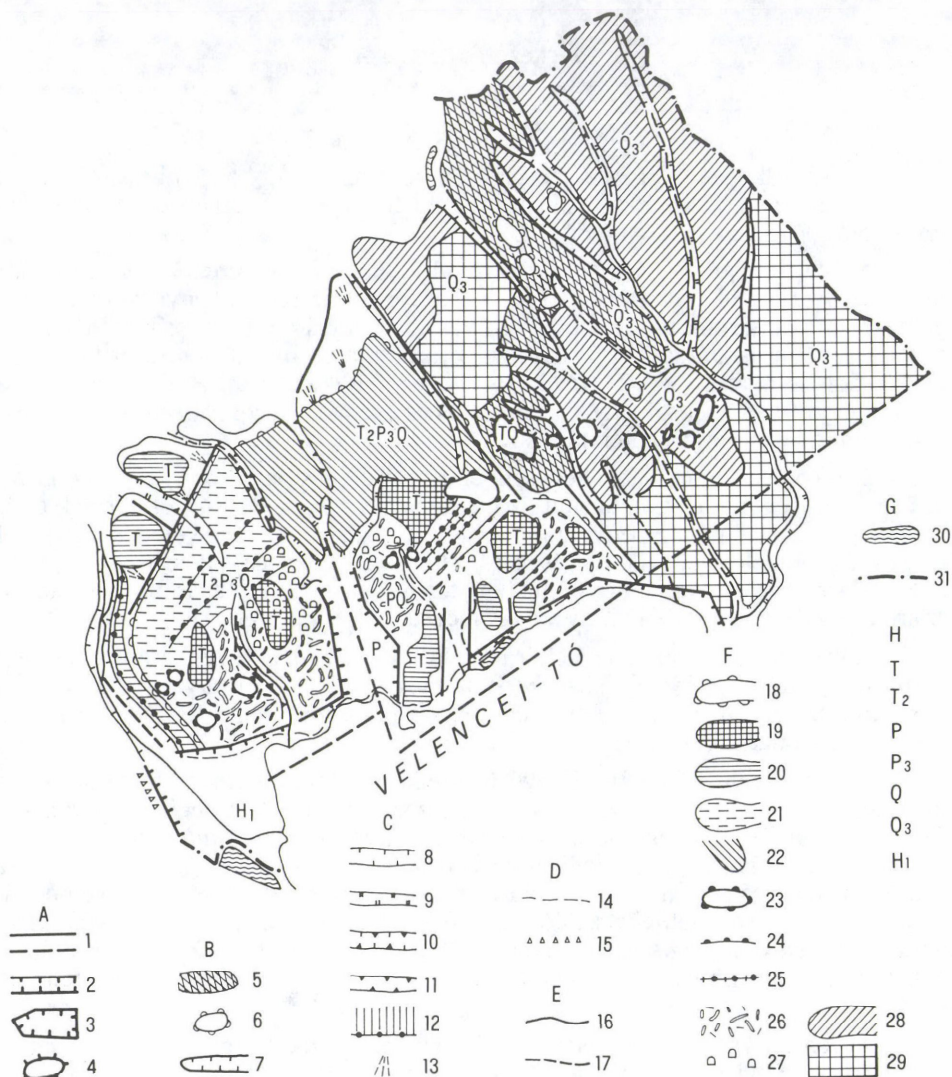 Q3
Q3
Q3
Q3
Q3
T2P3Q
TQ
T
T
T
T
T2P3Q
PQ
T
T
P
T
VELENCEI-TÓ
H1
A
1
2
3
4
B
5
6
7
C
8
9
10
11
12
13
D
14
15
E
16
17
F
18
19
20
21
22
23
24
25
26
27
28
29
G
30
31
H
T
T2
P
P3
Q
Q3
H1